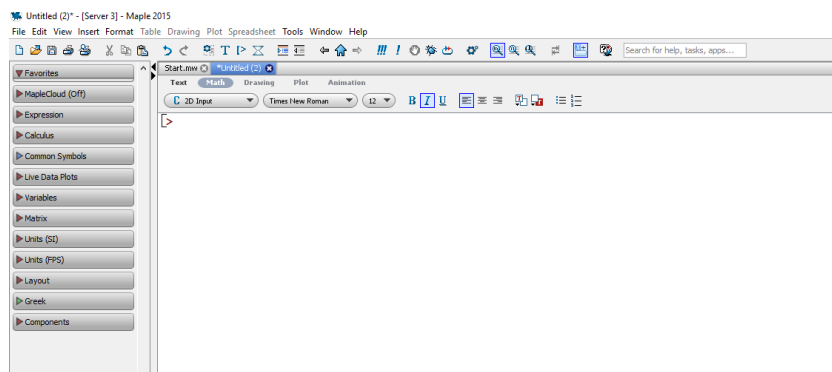 Untitled (2)* - [Server 3] - Maple 2015
File Edit View Insert Format Table Drawing Plot Spreadsheet Tools Window Help
Search for help, tasks, apps...
Start.mw *Untitled (2)
Text Math Drawing Plot Animation
C 2D Input Times New Roman 12 B I U
Favorites
MapleCloud (Off)
Expression
Calculus
Common Symbols
Live Data Plots
Variables
Matrix
Units (SI)
Units (FPS)
Layout
Greek
Components
[>